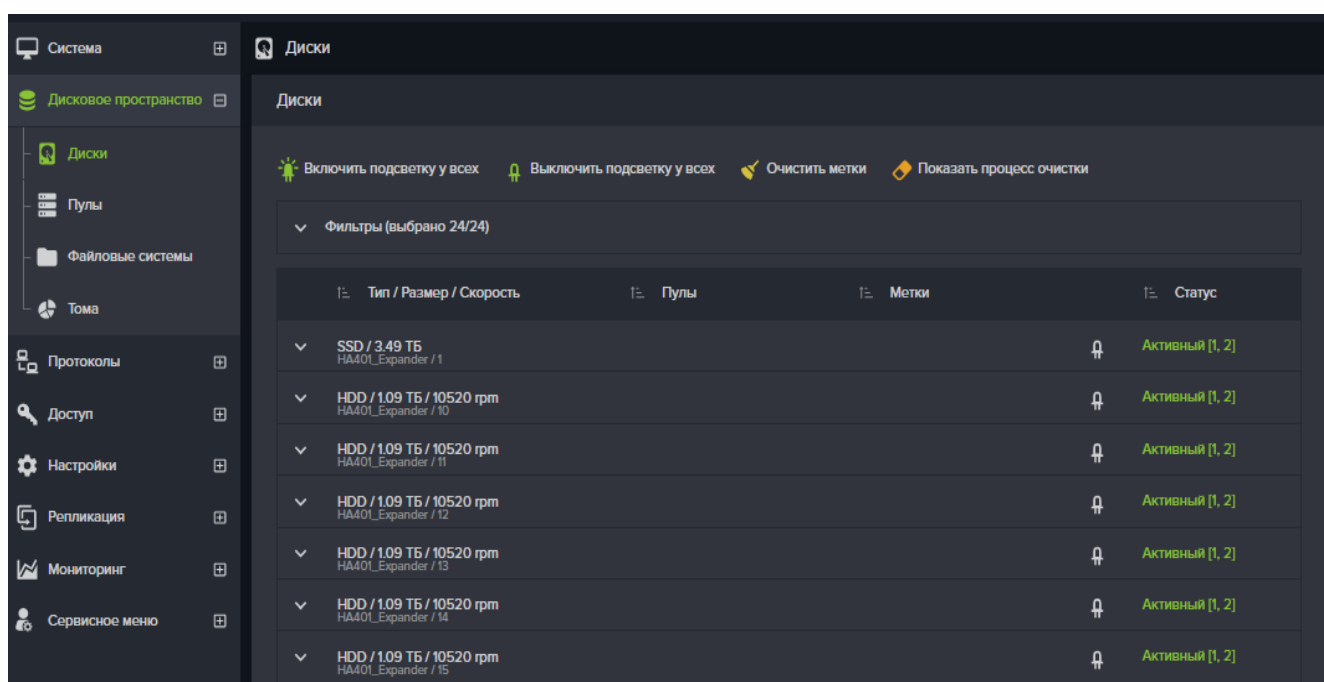 Система
Дисковое пространство
Диски
Пулы
Файловые системы
Тома
Протоколы
Доступ
Настройки
Репликация
Мониторинг
Сервисное меню
Диски
Диски
Включить подсветку у всех Выключить подсветку у всех Очистить метки Показать процесс очистки
Фильтры (выбрано 24/24)
Тип / Размер / Скорость Пулы Метки Статус
SSD / 3.49 ТБ Активный [1, 2]
HA401_Expander / 1
HDD / 1.09 ТБ / 10520 rpm Активный [1, 2]
HA401_Expander / 10
HDD / 1.09 ТБ / 10520 rpm Активный [1, 2]
HA401_Expander / 11
HDD / 1.09 ТБ / 10520 rpm Активный [1, 2]
HA401_Expander / 12
HDD / 1.09 ТБ / 10520 rpm Активный [1, 2]
HA401_Expander / 13
HDD / 1.09 ТБ / 10520 rpm Активный [1, 2]
HA401_Expander / 14
HDD / 1.09 ТБ / 10520 rpm Активный [1, 2]
HA401_Expander / 15